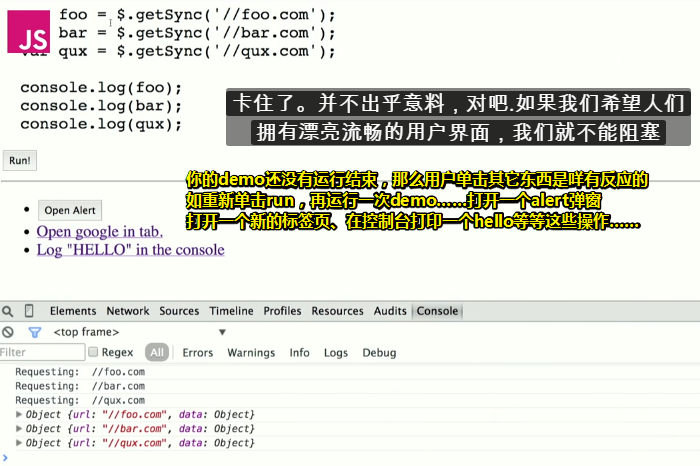 JS
foo = $.getSync('//foo.com');
bar = $.getSync('//bar.com');
var qux = $.getSync('//qux.com');
console.log(foo);
console.log(bar);
console.log(qux);
卡住了。并不出乎意料，对吧.如果我们希望人们
拥有漂亮流畅的用户界面，我们就不能阻塞
Run!
你的demo还没有运行结束，那么用户单击其它东西是咩有反应的
如重新单击run，再运行一次demo……打开一个alert弹窗
打开一个新的标签页、在控制台打印一个hello等等这些操作……
Open Alert
Open google in tab.
Log "HELLO" in the console
Elements Network Sources Timeline Profiles Resources Audits Console
<top frame>
Filter Regex All Errors Warnings Info Logs Debug
Requesting: //foo.com
Requesting: //bar.com
Requesting: //qux.com
Object {url: "//foo.com", data: Object}
Object {url: "//bar.com", data: Object}
Object {url: "//qux.com", data: Object}